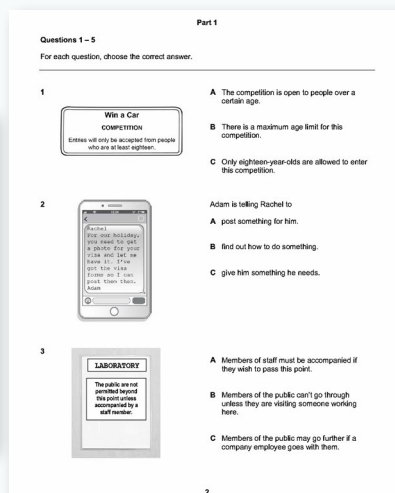 Part 1
Questions 1 – 5
For each question, choose the correct answer.
1
Win a Car
COMPETITION
Entries will only be accepted from people
who are at least eighteen.
A The competition is open to people over a
certain age.
B There is a maximum age limit for this
competition.
C Only eighteen-year-olds are allowed to enter
this competition.
2
Rachel
For our holiday,
you need to get
a photo for your
visa and let me
have it. I've
got the visa
forms so I can
post them then.
Adam
Adam is telling Rachel to
A post something for him.
B find out how to do something.
C give him something he needs.
3
LABORATORY
The public are not
permitted beyond
this point unless
accompanied by a
staff member.
A Members of staff must be accompanied if
they wish to pass this point.
B Members of the public can't go through
unless they are visiting someone working
here.
C Members of the public may go further if a
company employee goes with them.
2